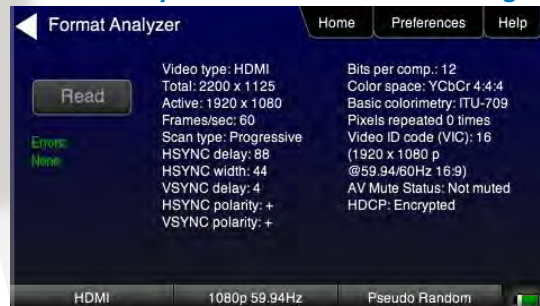 Format Analyzer
Home
Preferences
Help
Read
Errors:
None
Video type: HDMI
Total: 2200 x 1125
Active: 1920 x 1080
Frames/sec: 60
Scan type: Progressive
HSYNC delay: 88
HSYNC width: 44
VSYNC delay: 4
HSYNC polarity: +
VSYNC polarity: +
Bits per comp.: 12
Color space: YCbCr 4:4:4
Basic colorimetry: ITU-709
Pixels repeated 0 times
Video ID code (VIC): 16
(1920 x 1080 p
@59.94/60Hz 16:9)
AV Mute Status: Not muted
HDCP: Encrypted
HDMI
1080p 59.94Hz
Pseudo Random